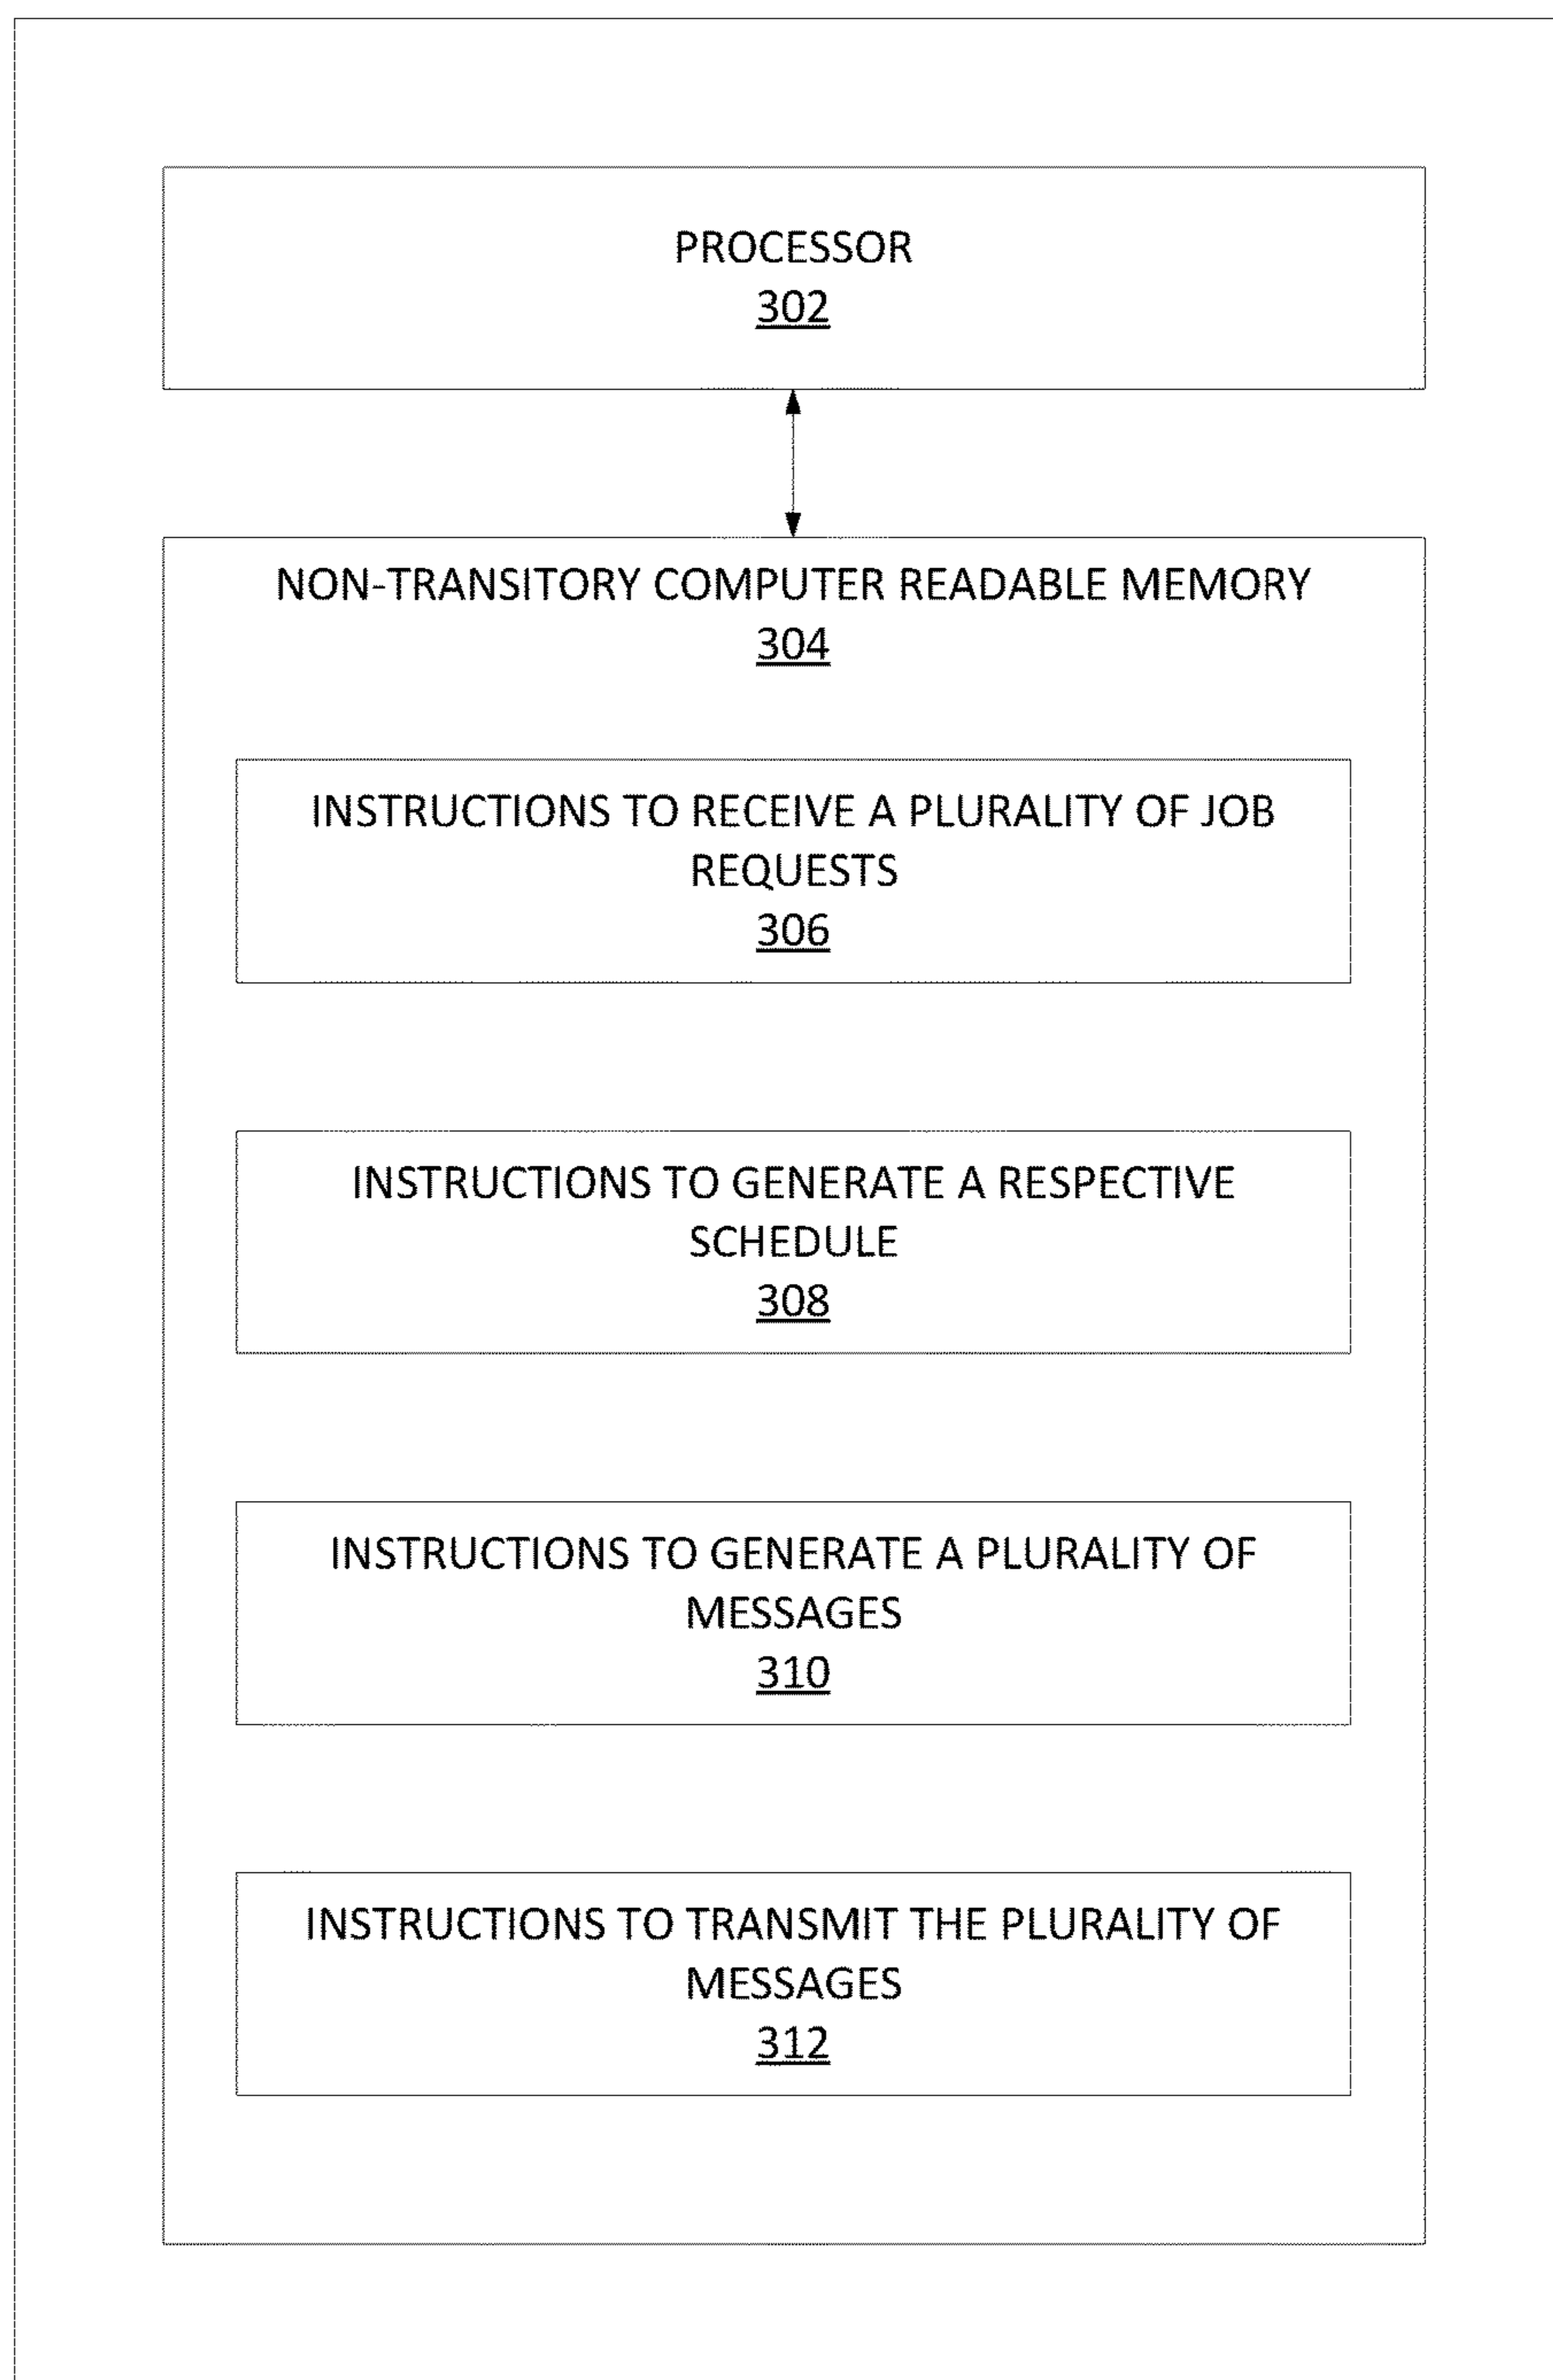 PROCESSOR
302
NON-TRANSITORY COMPUTER READABLE MEMORY
304
INSTRUCTIONS TO RECEIVE A PLURALITY OF JOB
REQUESTS
306
INSTRUCTIONS TO GENERATE A RESPECTIVE
SCHEDULE
308
INSTRUCTIONS TO GENERATE A PLURALITY OF
MESSAGES
310
INSTRUCTIONS TO TRANSMIT THE PLURALITY OF
MESSAGES
312